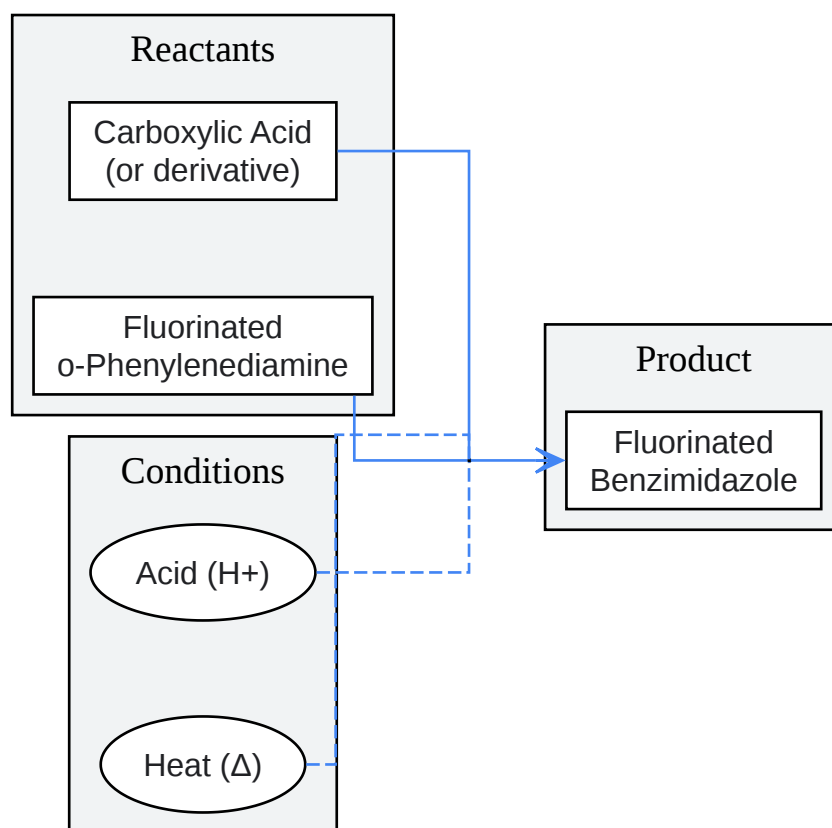 Reactants
Carboxylic Acid
(or derivative)
Fluorinated
o-Phenylenediamine
Product
Fluorinated
Benzimidazole
Conditions
Acid (H+)
Heat (Δ)